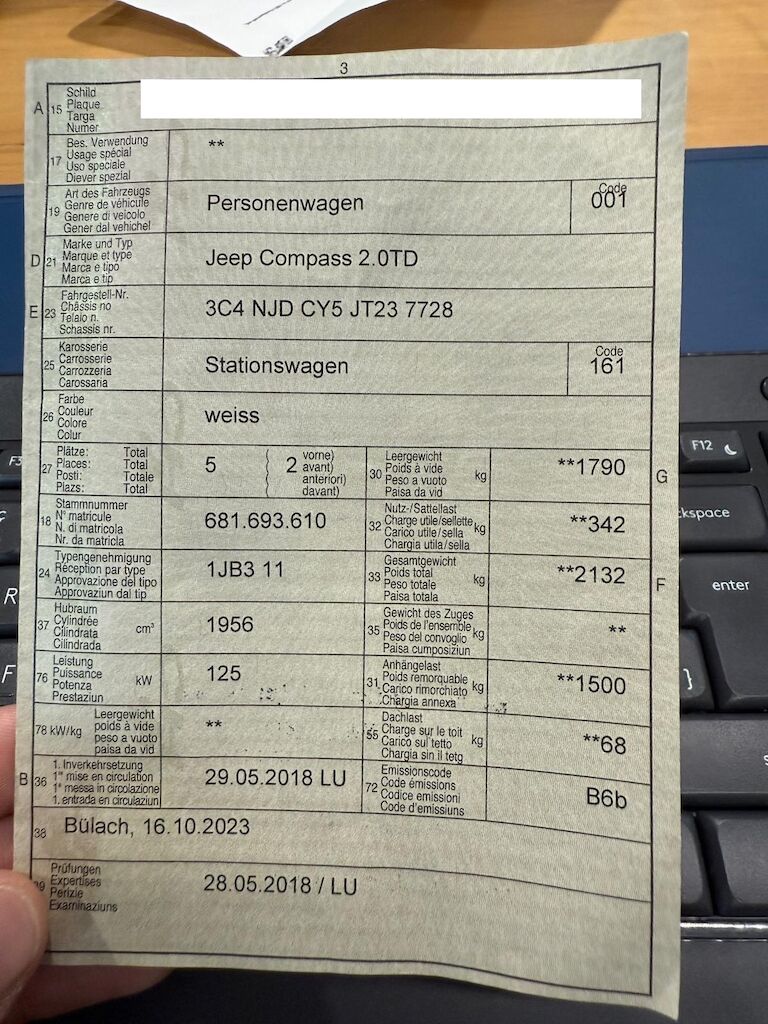 3
A 15 Schild
Plaque
Targa
Numer
17 Bes. Verwendung
Usage spécial
Uso speciale
Diever spezial
**
19 Art des Fahrzeugs
Genre de véhicule
Genere di veicolo
Gener dal vehichel
Personenwagen
Code
001
D 21 Marke und Typ
Marque et type
Marca e tipo
Marca e tip
Jeep Compass 2.0TD
E 23 Fahrgestell-Nr.
Châssis no
Telaio n.
Schassis nr.
3C4 NJD CY5 JT23 7728
25 Karosserie
Carrosserie
Carrozzeria
Carossaria
Stationswagen
Code
161
26 Farbe
Couleur
Colore
Colur
weiss
27 Plätze: Total
Places: Total
Posti: Totale
Plazs: Total
5 ( 2 vorne)
( avant)
( anteriori)
( davant)
30 Leergewicht
Poids à vide
Peso a vuoto
Paisa da vid
kg
**1790
G
18 Stammnummer
N° matricule
N. di matricola
Nr. da matricla
681.693.610
32 Nutz-/Sattellast
Charge utile/sellette
Carico utile/sella
Chargia utila/sella
kg
**342
24 Typengenehmigung
Réception par type
Approvazione del tipo
Approvaziun dal tip
1JB3 11
33 Gesamtgewicht
Poids total
Peso totale
Paisa totala
kg
**2132
F
37 Hubraum
Cylindrée
Cilindrata
Cilindrada
cm³
1956
35 Gewicht des Zuges
Poids de l'ensemble
Peso del convoglio
Paisa cumposiziun
kg
**
76 Leistung
Puissance
Potenza
Prestaziun
kW
125
31 Anhängelast
Poids remorquable
Carico rimorchiato
Chargia annexa
kg
**1500
78 kW/kg Leergewicht
poids à vide
peso a vuoto
paisa da vid
**
55 Dachlast
Charge sur le toit
Carico sul tetto
Chargia sin il tetg
kg
**68
B 36 1. Inverkehrsetzung
1re mise en circulation
1a messa in circolazione
1. entrada en circulaziun
29.05.2018 LU
72 Emissionscode
Code émissions
Codice emissioni
Code d'emissiuns
B6b
38 Bülach, 16.10.2023
39 Prüfungen
Expertises
Perizie
Examinaziuns
28.05.2018 / LU
F12
enter